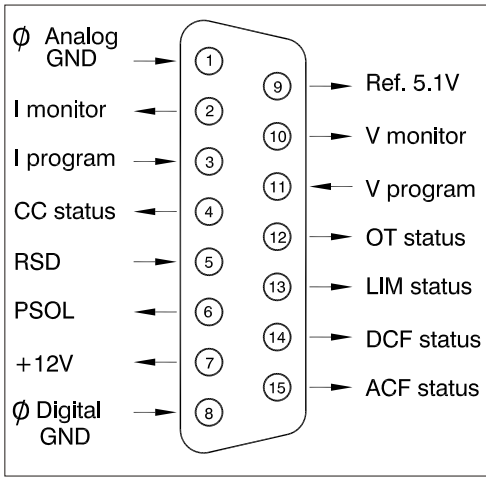 ϕ Analog
GND
1
I monitor
2
I program
3
CC status
4
RSD
5
PSOL
6
+12V
7
ϕ Digital
GND
8
9
Ref. 5.1V
10
V monitor
11
V program
12
OT status
13
LIM status
14
DCF status
15
ACF status